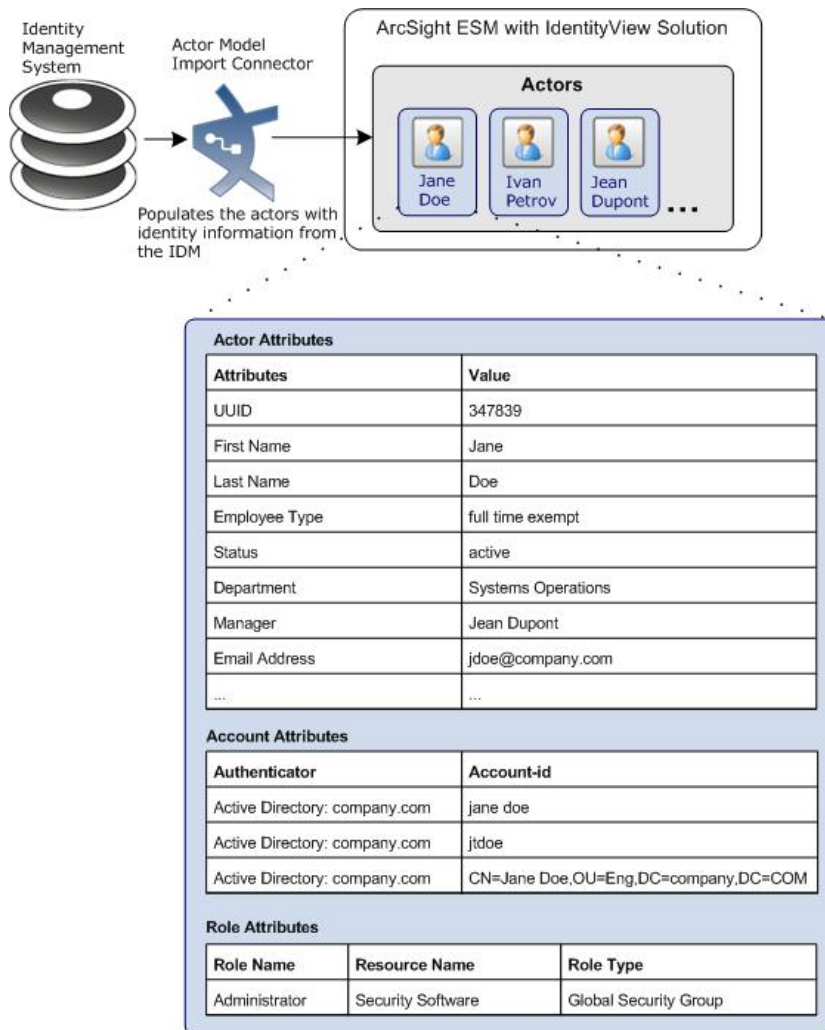 Identity
Management
System
Actor Model
Import Connector
Populates the actors with
identity information from
the IDM
ArcSight ESM with IdentityView Solution
Actors
Jane
Doe
Ivan
Petrov
Jean
Dupont
...
Actor Attributes
Attributes Value
UUID 347839
First Name Jane
Last Name Doe
Employee Type full time exempt
Status active
Department Systems Operations
Manager Jean Dupont
Email Address jdoe@company.com
... ...
Account Attributes
Authenticator Account-id
Active Directory: company.com jane doe
Active Directory: company.com jtdoe
Active Directory: company.com CN=Jane Doe,OU=Eng,DC=company,DC=COM
Role Attributes
Role Name Resource Name Role Type
Administrator Security Software Global Security Group